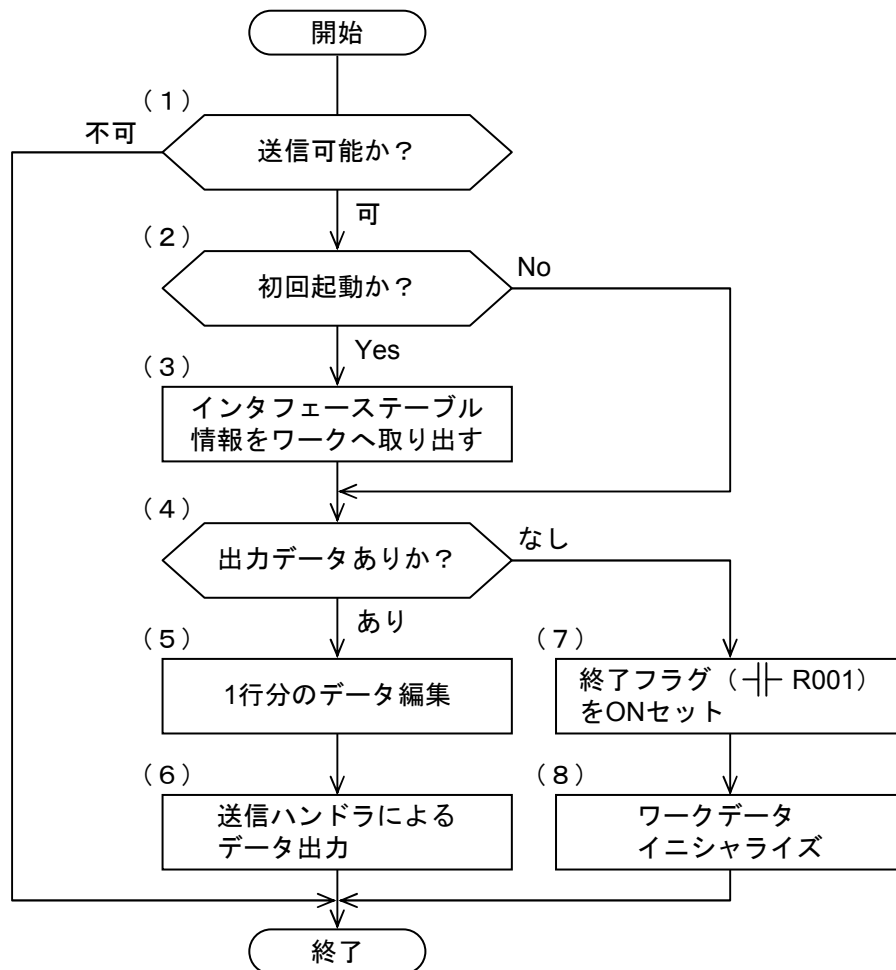 開始
(1)
不可
送信可能か？
可
(2)
初回起動か？
No
Yes
(3)
インタフェーステーブル
情報をワークへ取り出す
(4)
出力データありか？
なし
あり
(5)
1行分のデータ編集
(7)
終了フラグ（ R001）
をONセット
(6)
送信ハンドラによる
データ出力
(8)
ワークデータ
イニシャライズ
終了